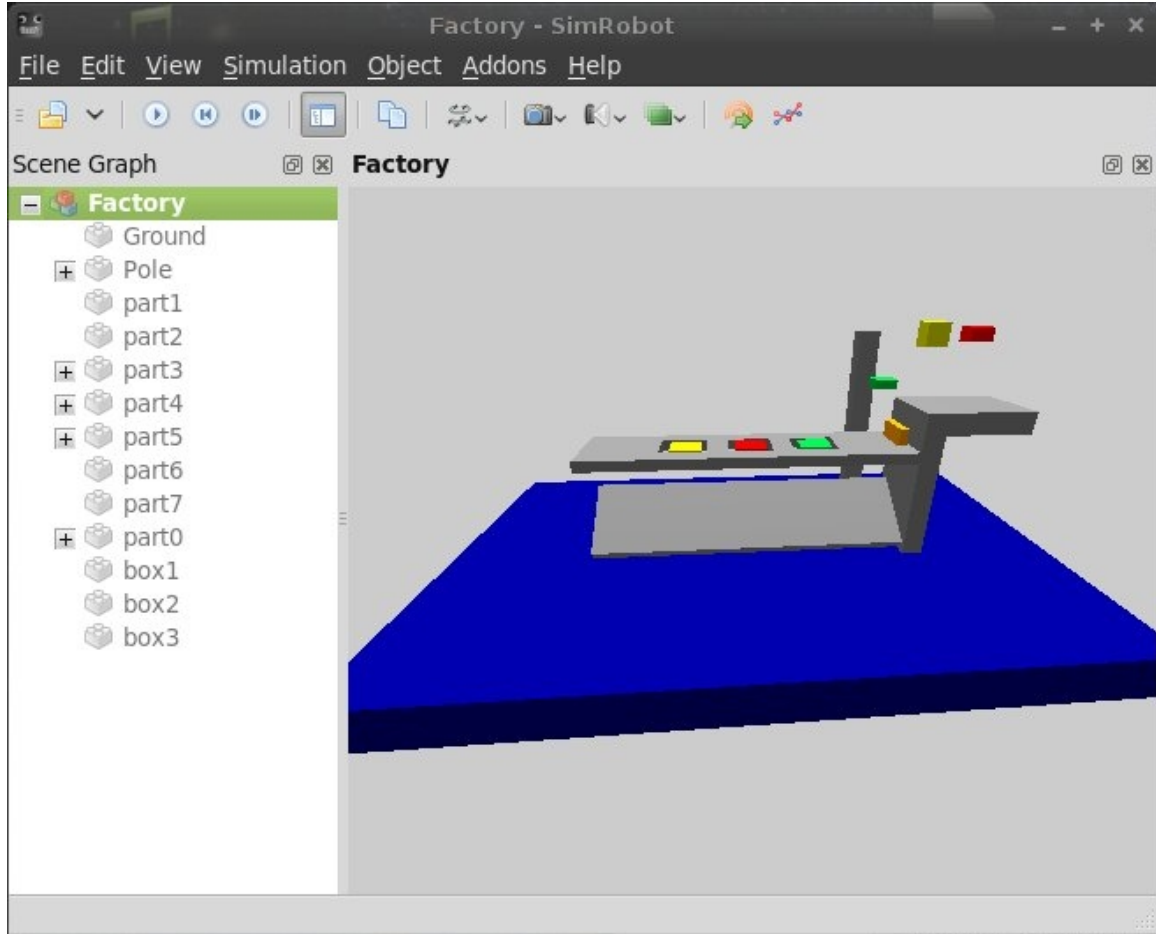 Factory - SimRobot
File Edit View Simulation Object Addons Help
Scene Graph
Factory
Factory
Ground
Pole
part1
part2
part3
part4
part5
part6
part7
part0
box1
box2
box3